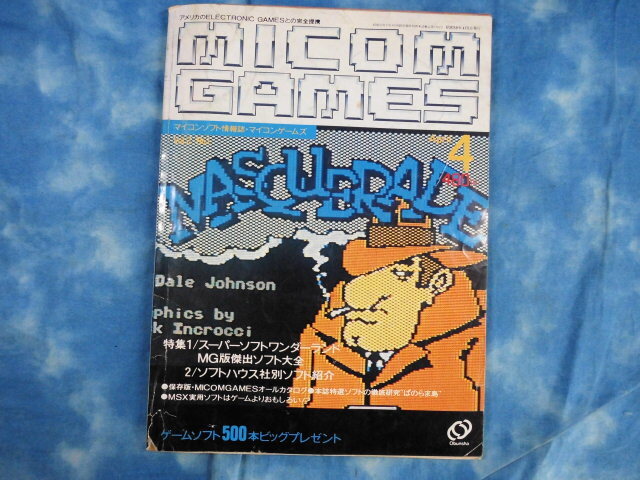 アメリカのELECTRONIC GAMESとの完全提携
MICOM
GAMES
マイコンソフト情報誌・マイコンゲームズ
4
480
MASQUERADE
Dale Johnson
phics by
k Incrocci
特集1/スーパーソフトワンダーランド
MG版傑出ソフト大全
2/ソフトハウス社別ソフト紹介
●保存版・MICOMGAMESオールカタログ●本誌特選ソフトの徹底研究"ぱのらま島"
●MSX実用ソフトはゲームよりおもしろい/
ゲームソフト500本ビッグプレゼント
Obunsha